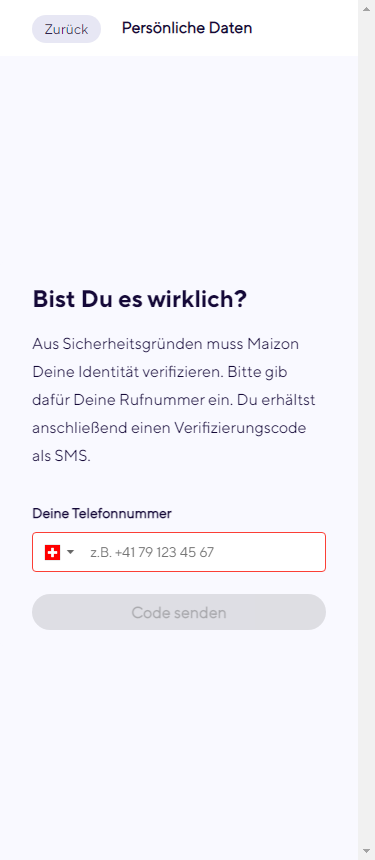 Zurück
Persönliche Daten
Bist Du es wirklich?
Aus Sicherheitsgründen muss Maizon
Deine Identität verifizieren. Bitte gib
dafür Deine Rufnummer ein. Du erhältst
anschließend einen Verifizierungscode
als SMS.
Deine Telefonnummer
z.B. +41 79 123 45 67
Code senden